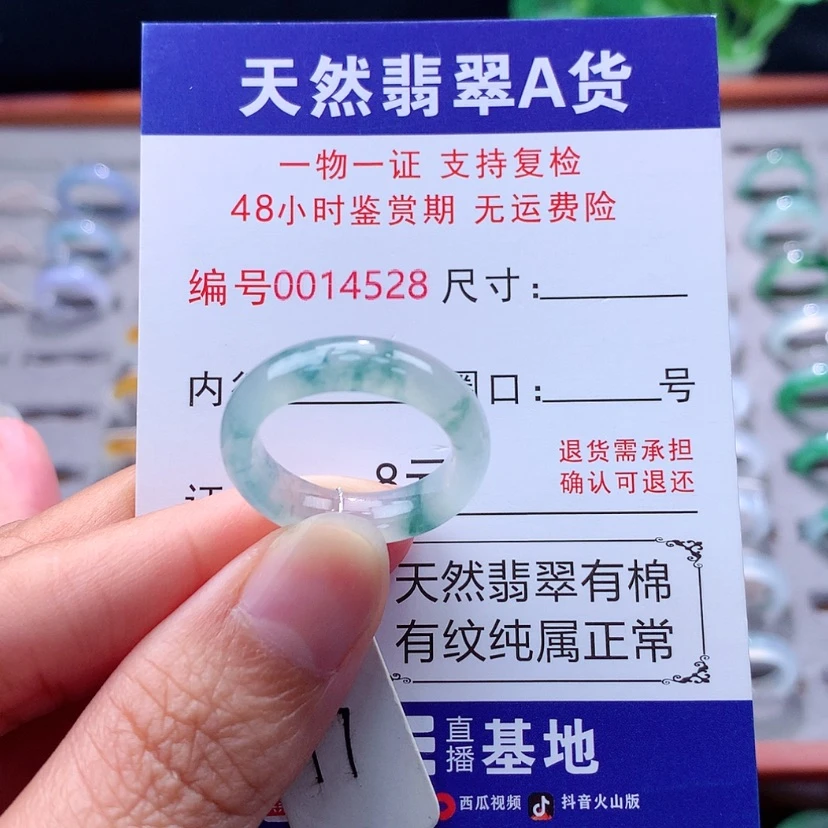 天然翡翠A货
一物一证 支持复检
48小时鉴赏期 无运费险
编号0014528 尺寸:
内 圈口: 号
8元
退货需承担
确认可退还
天然翡翠有棉
有纹纯属正常
直播基地
西瓜视频 抖音火山版